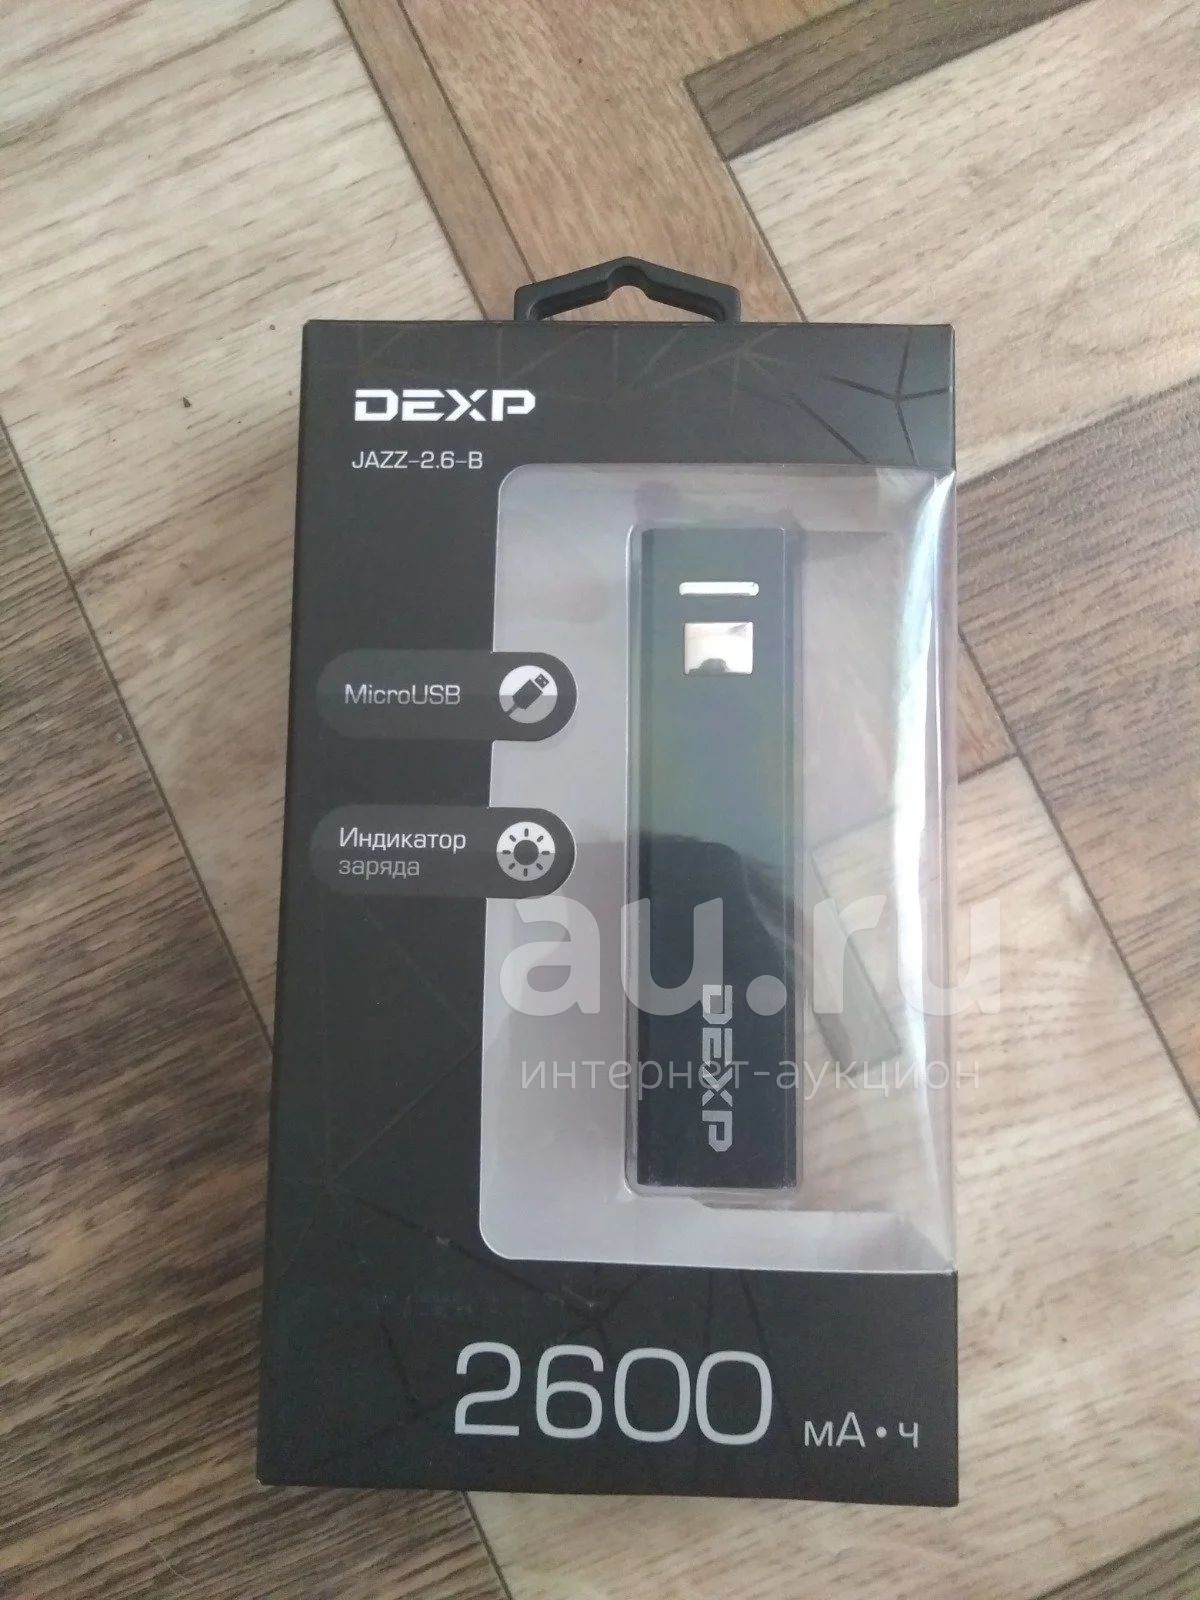 DEXP
JAZZ-2.6-B
MicroUSB
Индикатор
заряда
au.ru
интернет-аукцион
DEXP
2600 мА·ч